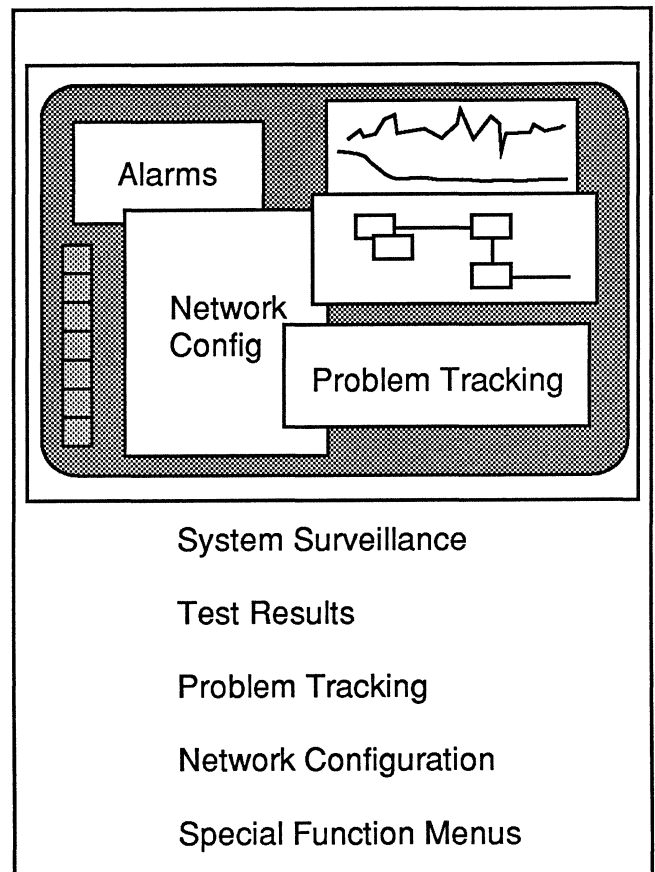 Alarms
Network
Config
Problem Tracking
System Surveillance
Test Results
Problem Tracking
Network Configuration
Special Function Menus